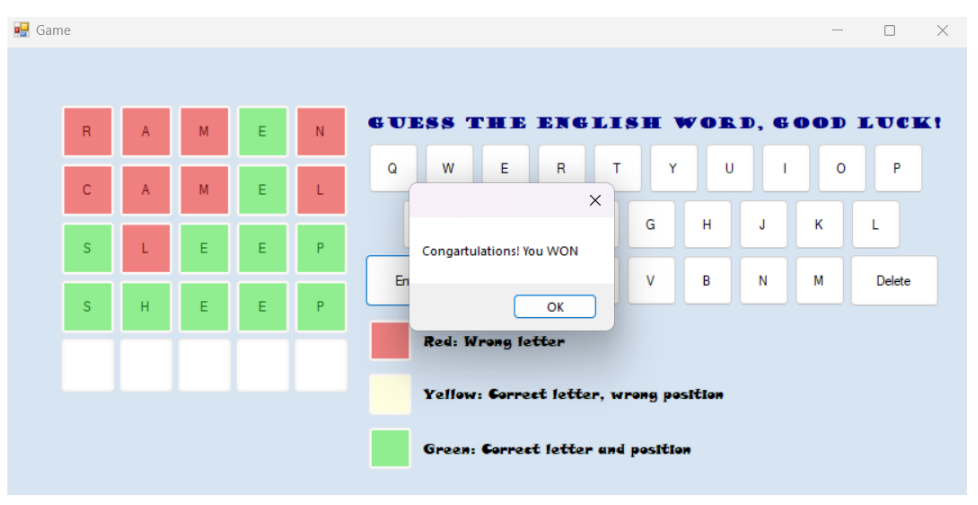 Game
R A M E N
C A M E L
S L E E P
S H E E P
GUESS THE ENGLISH WORD, GOOD LUCK!
Q W E R T Y U I O P
G H J K L
En V B N M Delete
Congartulations! You WON
OK
Red: Wrong letter
Yellow: Correct letter, wrong position
Green: Correct letter and position